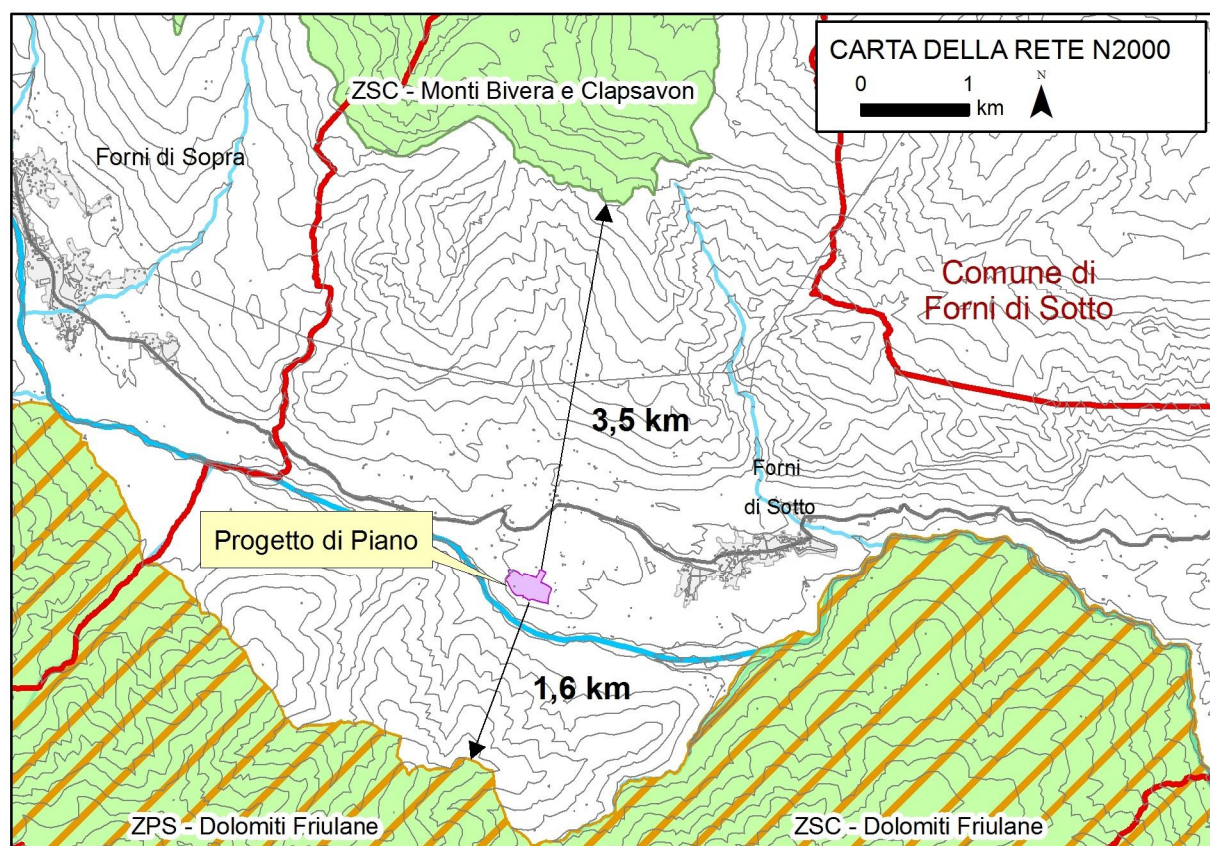 CARTA DELLA RETE N2000
0 1
km
N
ZSC - Monti Bivera e Clapsavon
Forni di Sopra
Comune di
Forni di Sotto
3,5 km
Forni
di Sotto
Progetto di Piano
1,6 km
ZPS - Dolomiti Friulane
ZSC - Dolomiti Friulane